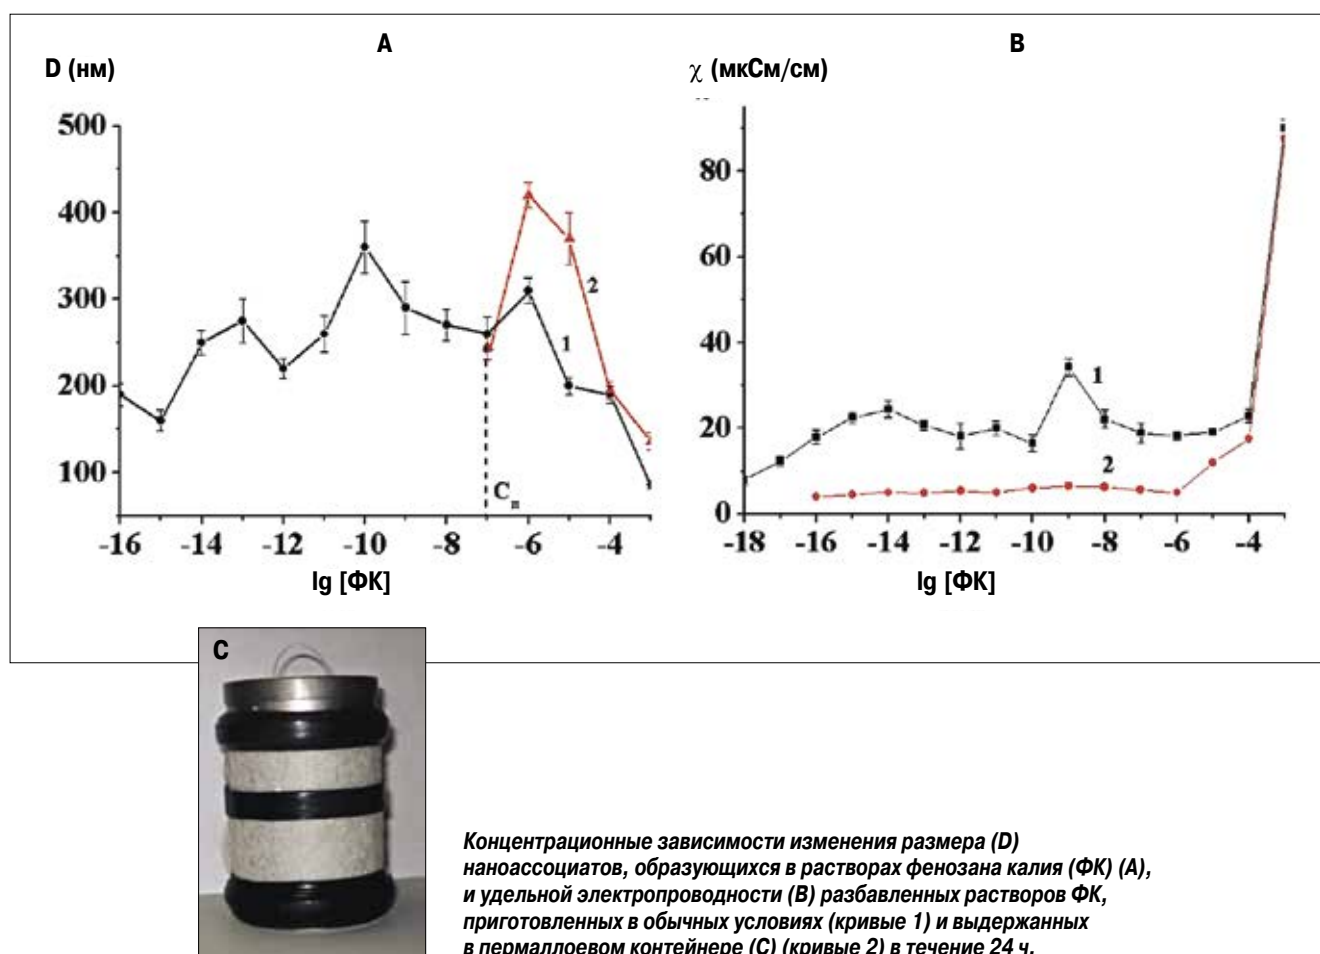 A
B
D (нм)
χ (мкСм/см)
500
400
300
200
100
80
60
40
20
0
1
2
1
2
Cп
-16 -14 -12 -10 -8 -6 -4
-18 -16 -14 -12 -10 -8 -6 -4
lg [ФК]
lg [ФК]
C
Концентрационные зависимости изменения размера (D)
наноассоциатов, образующихся в растворах фенозана калия (ФК) (А),
и удельной электропроводности (В) разбавленных растворов ФК,
приготовленных в обычных условиях (кривые 1) и выдержанных
в пермаллоевом контейнере (С) (кривые 2) в течение 24 ч.